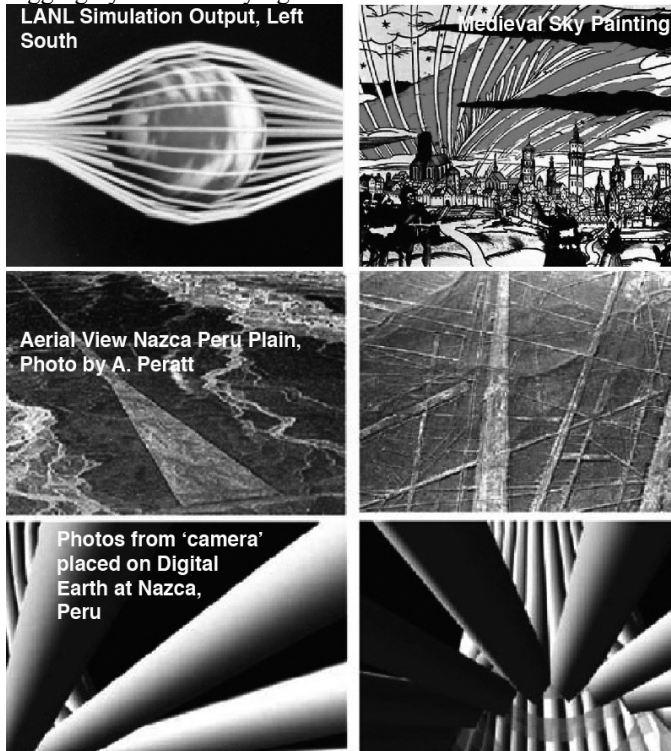 LANL Simulation Output, Left
South
Medieval Sky Painting
Aerial View Nazca Peru Plain,
Photo by A. Peratt
Photos from ‘camera’
placed on Digital
Earth at Nazca,
Peru